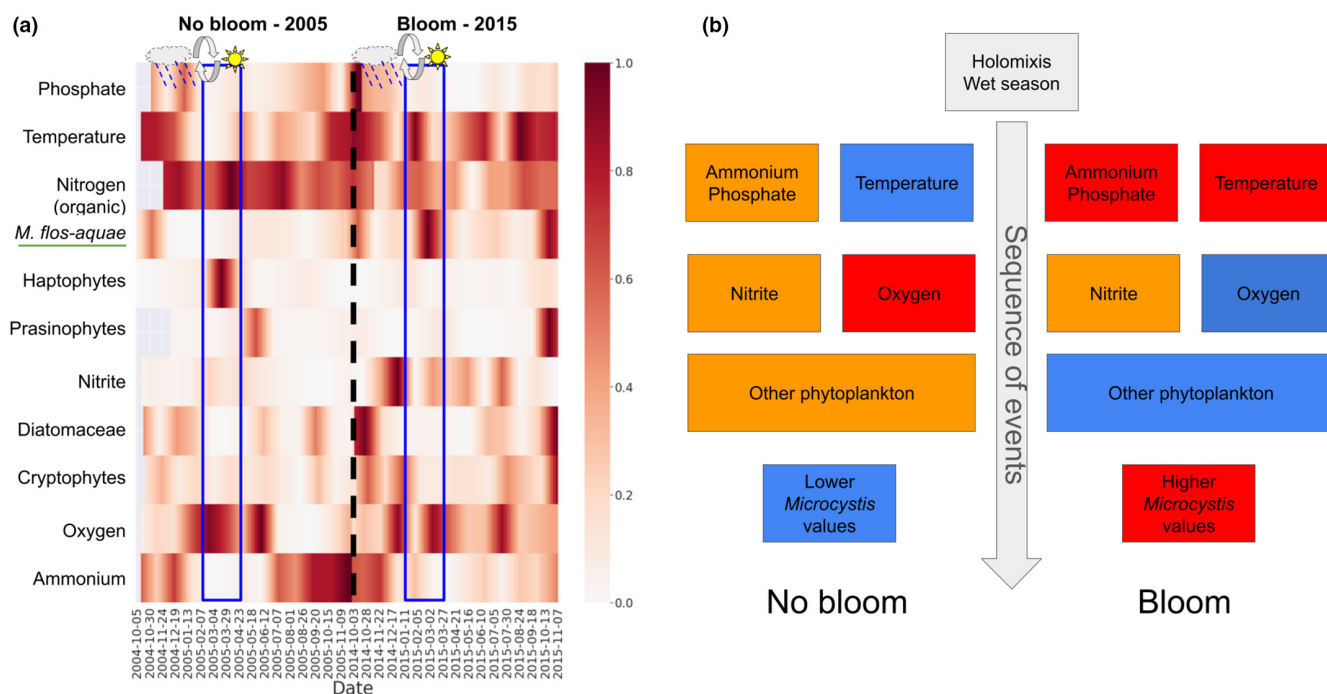 (a)
No bloom - 2005
Bloom - 2015
Phosphate
Temperature
Nitrogen
(organic)
M. flos-aquae
Haptophytes
Prasinophytes
Nitrite
Diatomaceae
Cryptophytes
Oxygen
Ammonium
1.0
0.8
0.6
0.4
0.2
0.0
2004-10-05
2004-10-30
2004-11-24
2004-12-19
2005-01-13
2005-02-07
2005-03-04
2005-03-29
2005-04-23
2005-05-18
2005-06-12
2005-07-07
2005-08-01
2005-08-26
2005-09-20
2005-10-15
2005-11-09
2014-10-03
2014-10-28
2014-11-22
2014-12-17
2015-01-11
2015-02-05
2015-03-02
2015-03-27
2015-04-21
2015-05-16
2015-06-10
2015-07-05
2015-07-30
2015-08-24
2015-09-18
2015-10-13
2015-11-07
Date
(b)
Holomixis
Wet season
Sequence of events
Ammonium
Phosphate
Temperature
Nitrite
Oxygen
Other phytoplankton
Lower
Microcystis
values
No bloom
Ammonium
Phosphate
Temperature
Nitrite
Oxygen
Other phytoplankton
Higher
Microcystis
values
Bloom